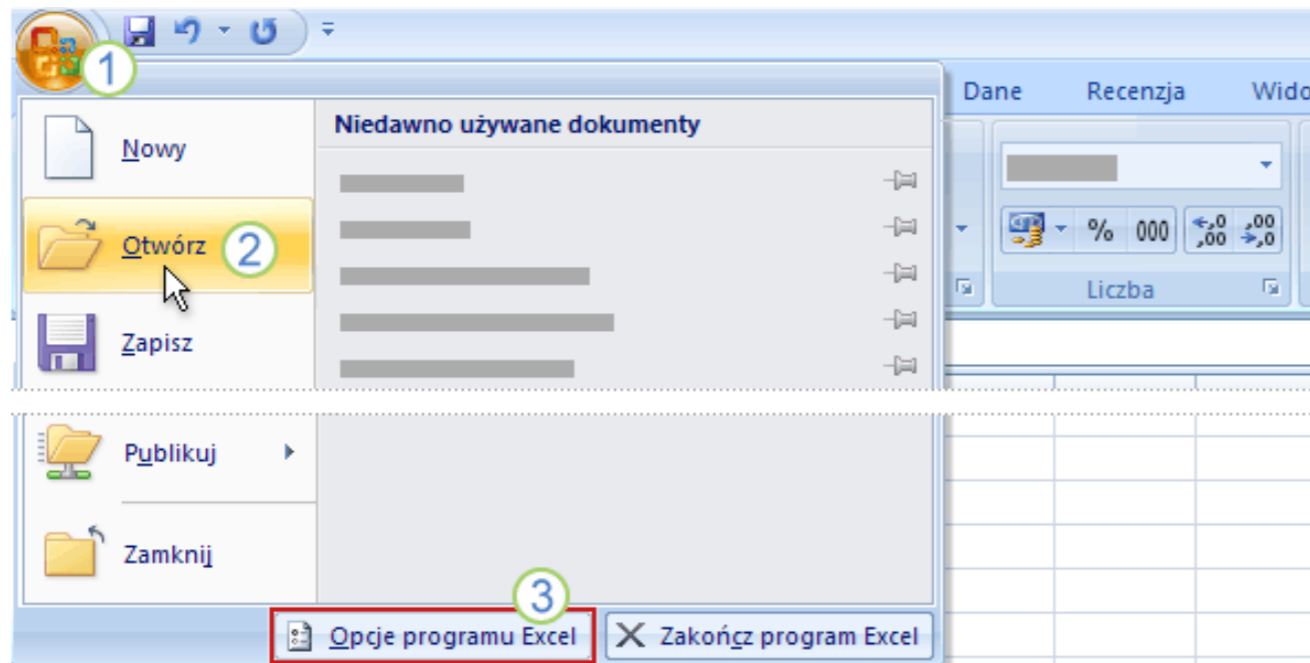 1
Dane Recenzja
Niedawno używane dokumenty
Nowy
% 000 ,0 ,00 ,00 ,0
Otwórz 2
Liczba
Zapisz
Publikuj
Zamknij
3
Opcje programu Excel Zakończ program Excel